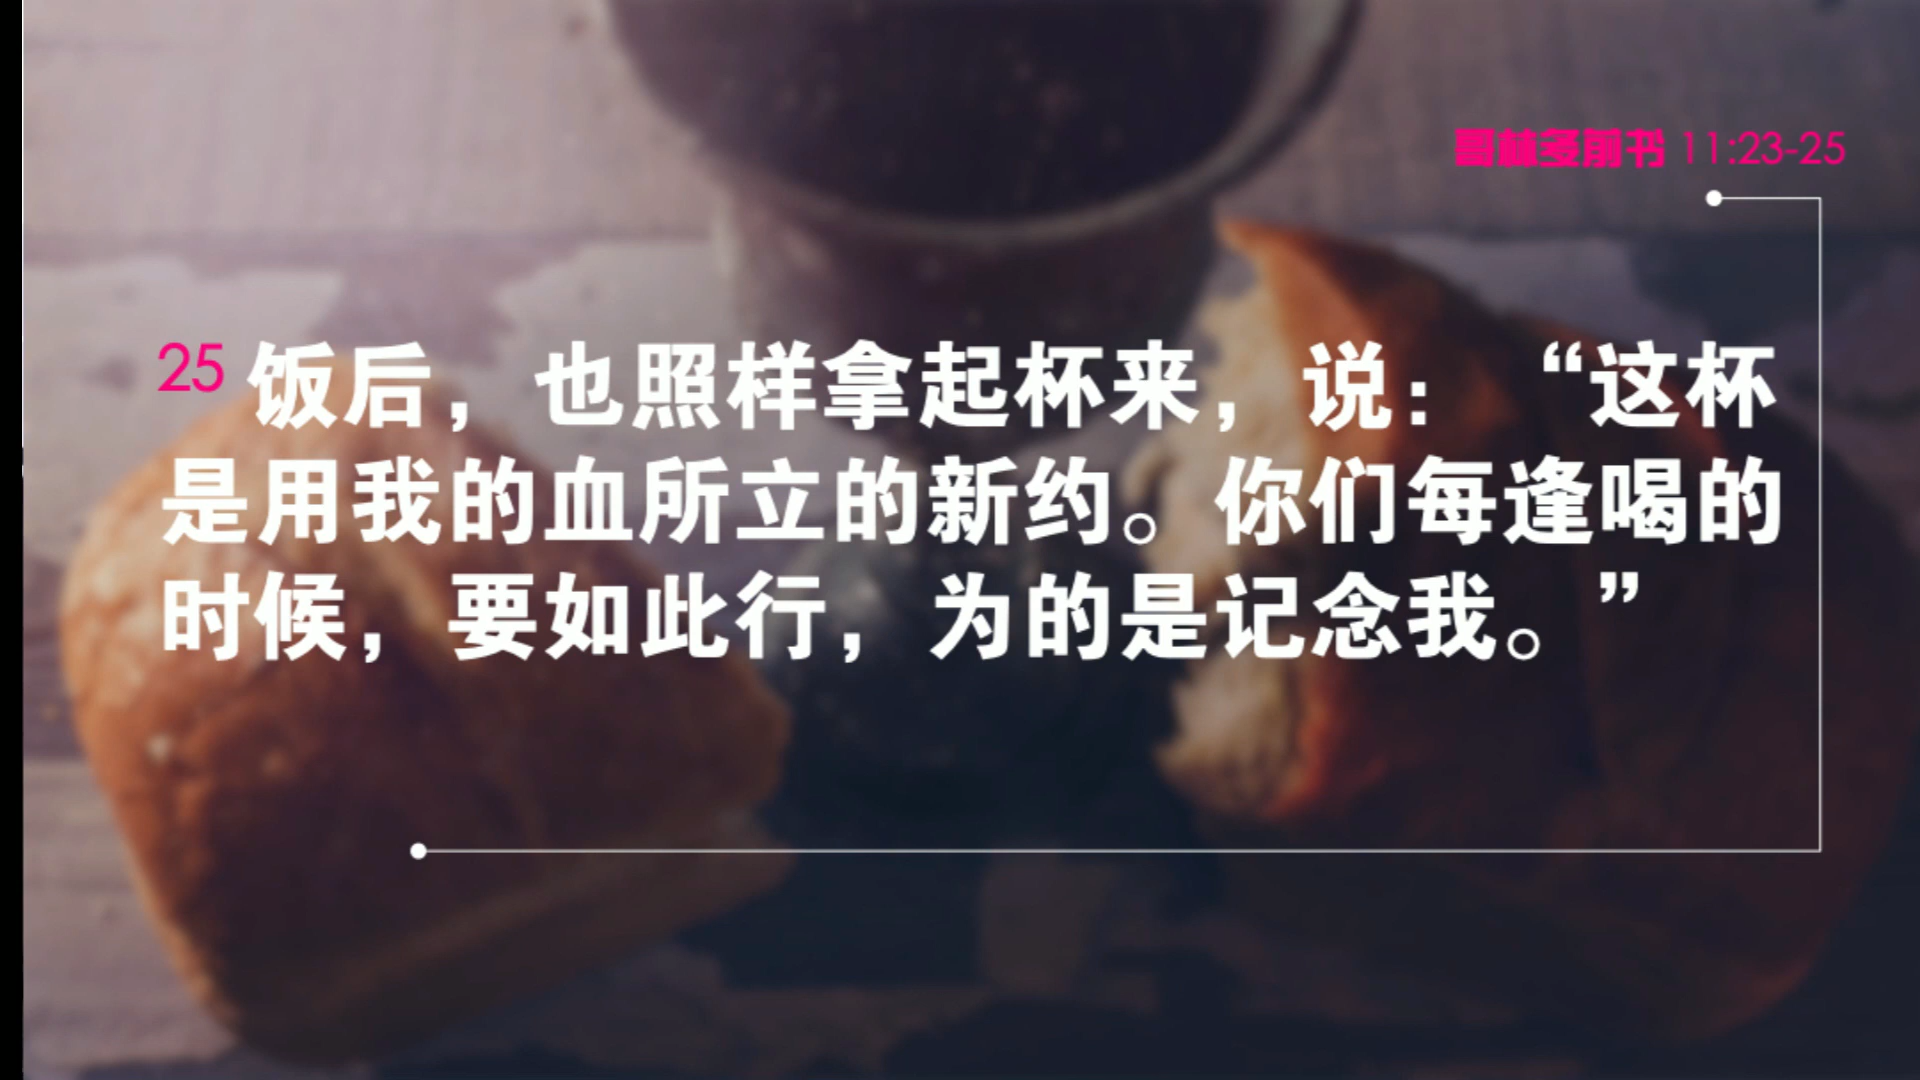 哥林多前书 11:23-25
25 饭后，也照样拿起杯来，说：“这杯
是用我的血所立的新约。你们每逢喝的
时候，要如此行，为的是记念我。”